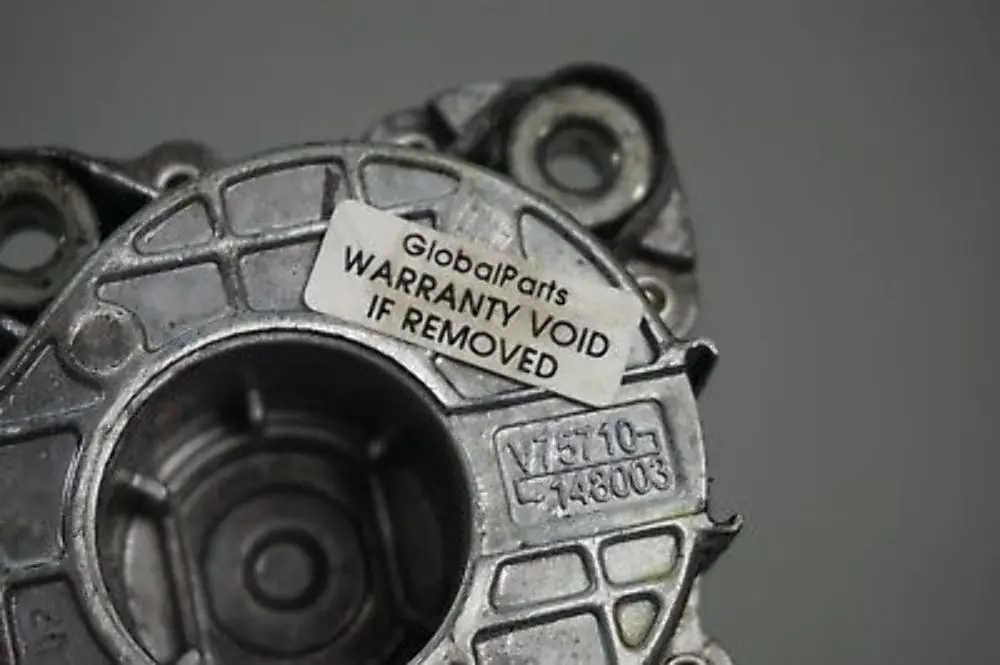 GlobalParts
WARRANTY VOID
IF REMOVED
V75710
148003